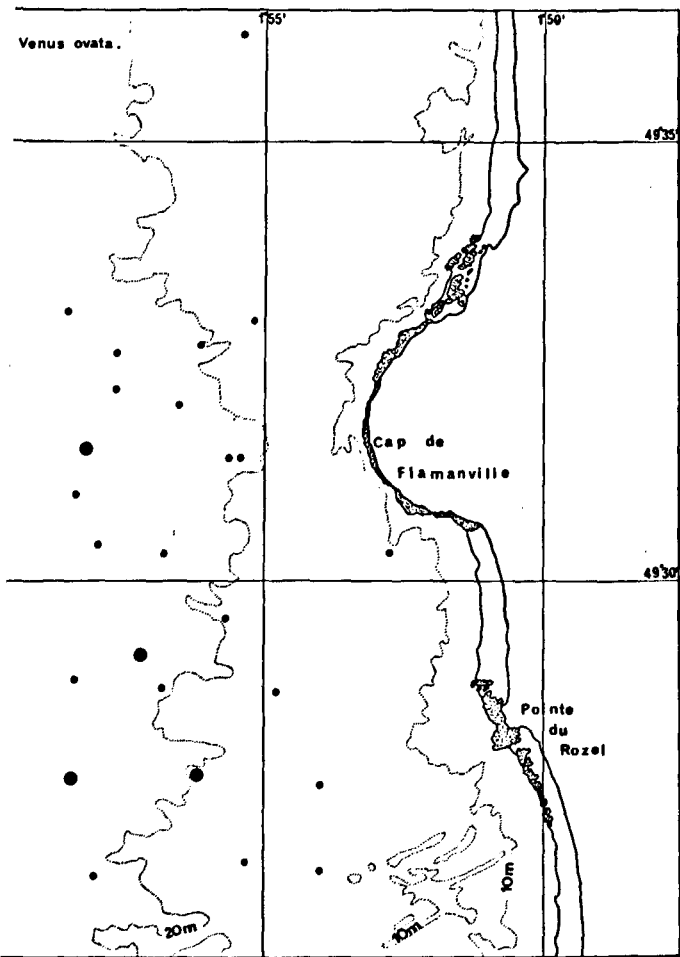 1°55'
1°50'
Venus ovata.
49°35'
Cap de
Flamanville
49°30'
Pointe
du
Rozel
10m
20m
10m